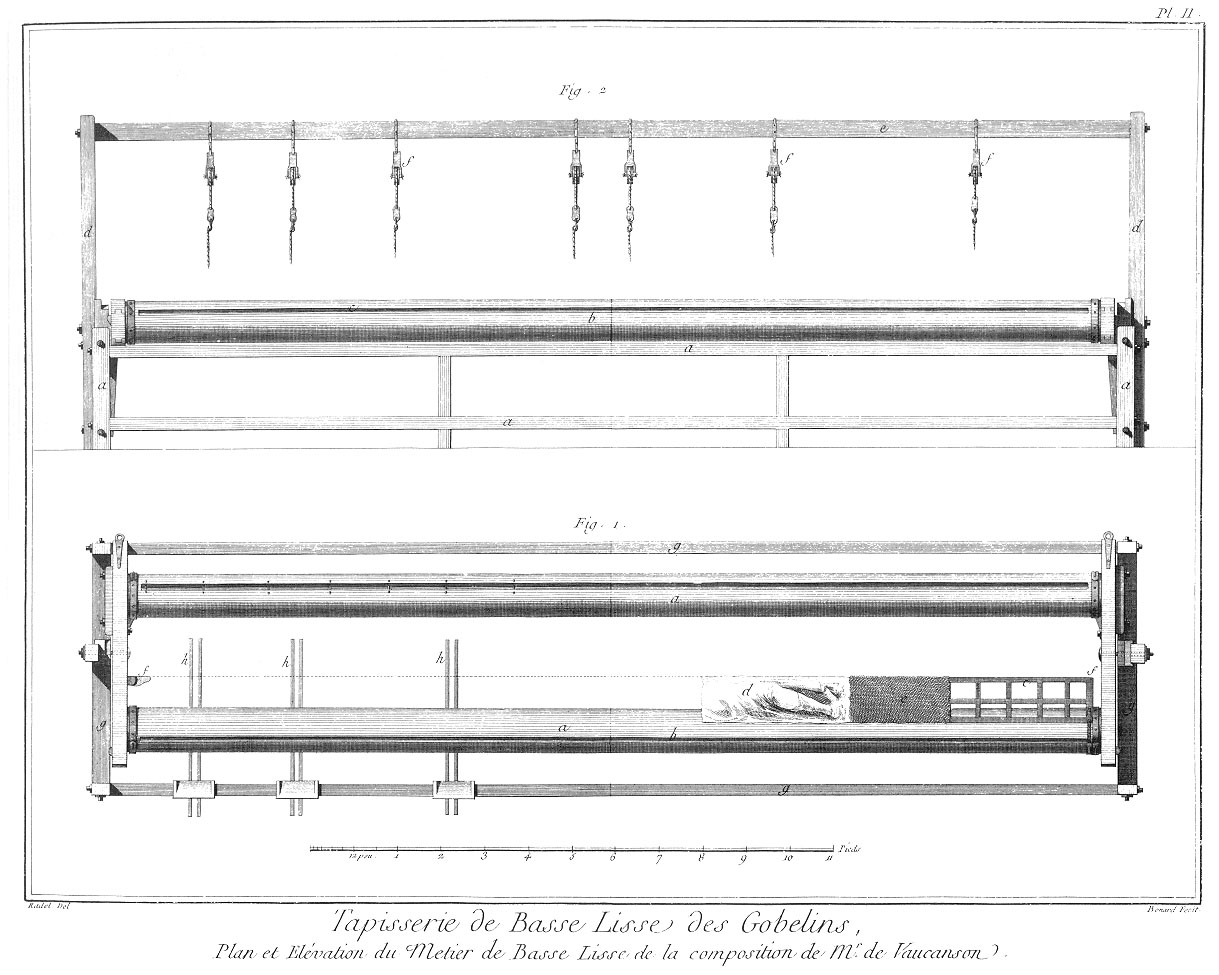 Pl. II.
Fig. 2
e
f f f
d d
c
b
a
a a
a
Fig. 1.
g
a
h h h
f f
d e c
g a b g
g
12 pou. 1 2 3 4 5 6 7 8 9 10 11 Pieds
Radel Del Benard Fecit
Tapisserie de Basse Lisse des Gobelins,
Plan et Elévation du Metier de Basse Lisse de la composition de Mr. de Vaucanson.